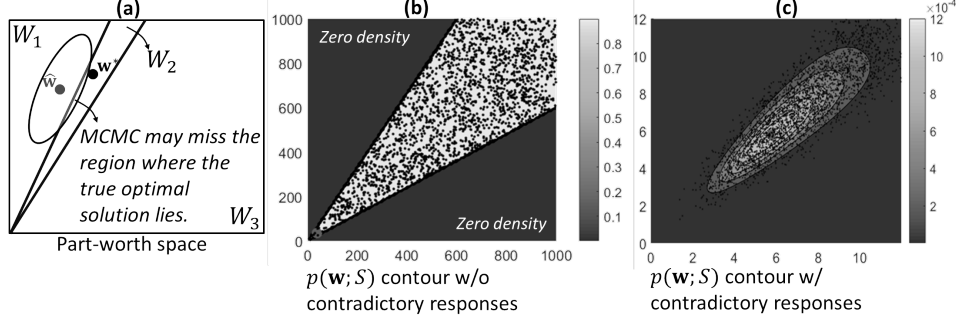 (a)
W₁
W₂
ŵ
w*
MCMC may miss the
region where the
true optimal
solution lies.
W₃
Part-worth space
(b)
1000
800
600
400
200
0
0 200 400 600 800 1000
Zero density
Zero density
0.8
0.7
0.6
0.5
0.4
0.3
0.2
0.1
p(w; S) contour w/o
contradictory responses
(c)
12
10
8
6
4
2
0
0 2 4 6 8 10
×10⁻⁴
12
10
8
6
4
2
p(w; S) contour w/
contradictory responses